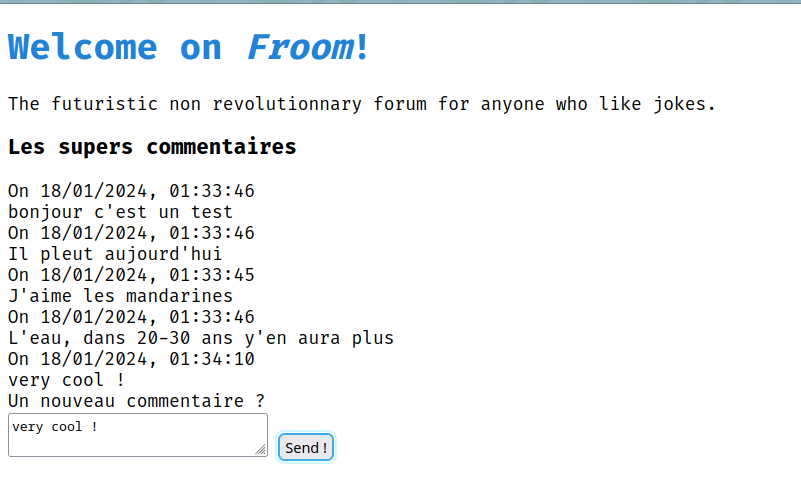 Welcome on Froom!
The futuristic non revolutionnary forum for anyone who like jokes.
Les supers commentaires
On 18/01/2024, 01:33:46
bonjour c'est un test
On 18/01/2024, 01:33:46
Il pleut aujourd'hui
On 18/01/2024, 01:33:45
J'aime les mandarines
On 18/01/2024, 01:33:46
L'eau, dans 20-30 ans y'en aura plus
On 18/01/2024, 01:34:10
very cool !
Un nouveau commentaire ?
very cool !
Send !